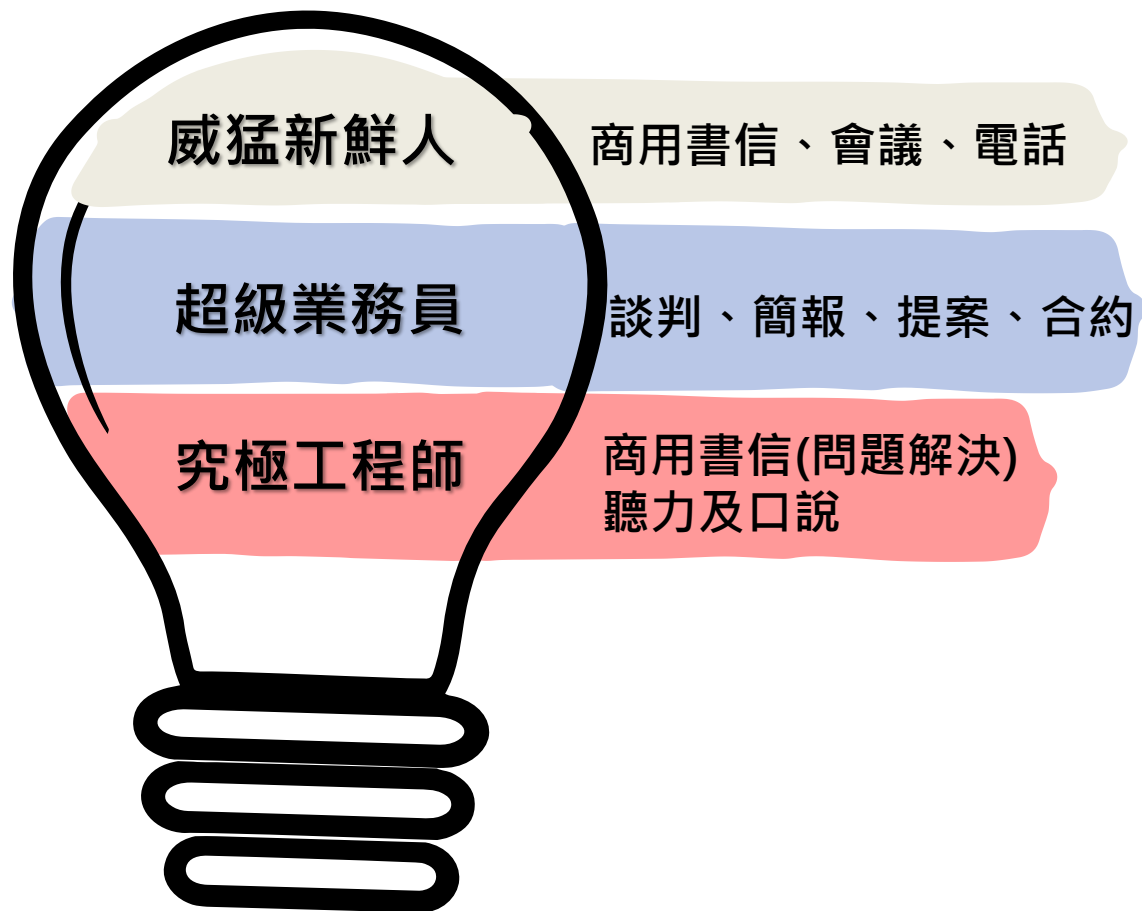 威猛新鮮人
商用書信、會議、電話
超級業務員
談判、簡報、提案、合約
究極工程師
商用書信(問題解決)
聽力及口說